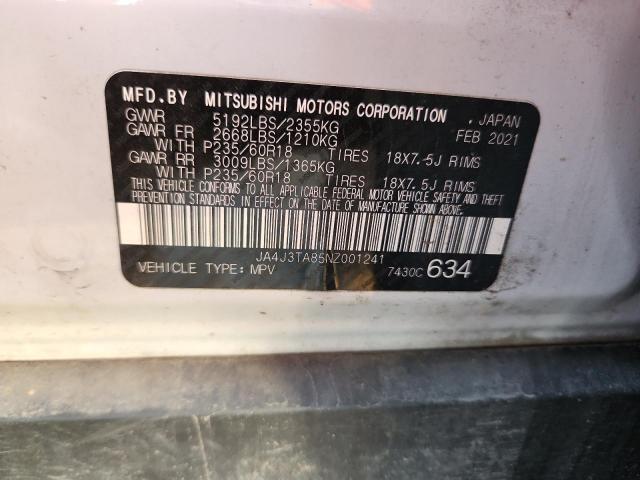 MFD.BY MITSUBISHI MOTORS CORPORATION , JAPAN
GVWR 5192LBS/2355KG FEB 2021
GAWR FR 2668LBS/1210KG
WITH P235/60R18 TIRES 18X7.5J RIMS
GAWR RR 3009LBS/1365KG
WITH P235/60R18 TIRES 18X7.5J RIMS
THIS VEHICLE CONFORMS TO ALL APPLICABLE FEDERAL MOTOR VEHICLE SAFETY AND THEFT
PREVENTION STANDARDS IN EFFECT ON THE DATE OF MANUFACTURE SHOWN ABOVE.
JA4J3TA85NZ001241
VEHICLE TYPE: MPV 7430C 634